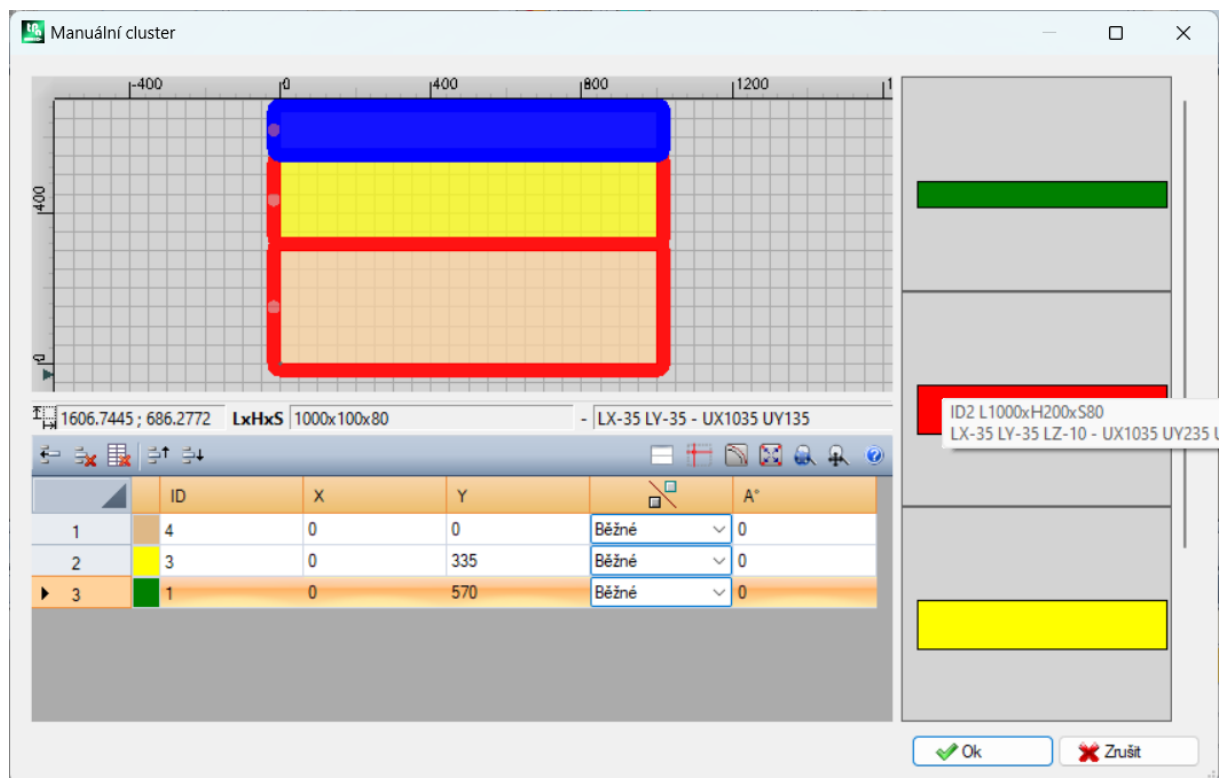 Manuální cluster
-400 0 400 800 1200 1
400
0
1606.7445 ; 686.2772 LxHxS 1000x100x80 - LX-35 LY-35 - UX1035 UY135
ID2 L1000xH200xS80
LX-35 LY-35 LZ-10 - UX1035 UY235 U
ID X Y A°
1 4 0 0 Běžné 0
2 3 0 335 Běžné 0
3 1 0 570 Běžné 0
Ok Zrušit